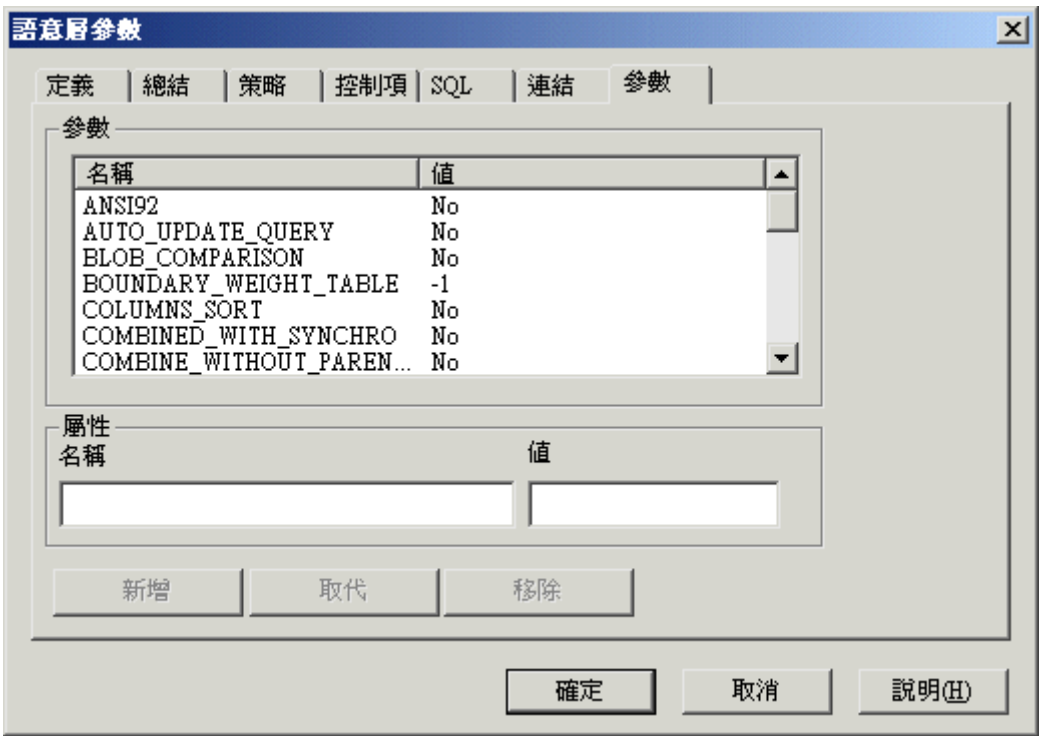 語意層參數
定義 總結 策略 控制項 SQL 連結 參數
參數
名稱 值
ANSI92 No
AUTO_UPDATE_QUERY No
BLOB_COMPARISON No
BOUNDARY_WEIGHT_TABLE -1
COLUMNS_SORT No
COMBINED_WITH_SYNCHRO No
COMBINE_WITHOUT_PAREN... No
屬性
名稱 值
新增 取代 移除
確定 取消 說明(H)